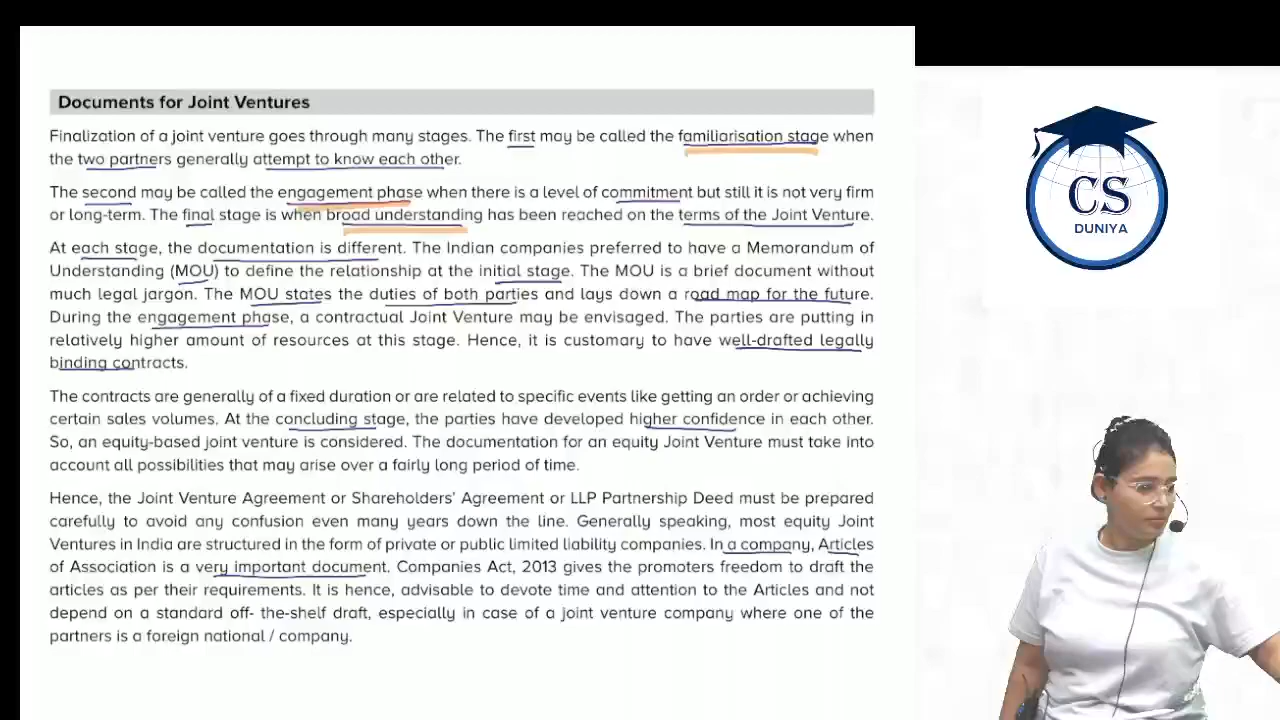 Documents for Joint Ventures
Finalization of a joint venture goes through many stages. The first may be called the familiarisation stage when
the two partners generally attempt to know each other.
The second may be called the engagement phase when there is a level of commitment but still it is not very firm
or long-term. The final stage is when broad understanding has been reached on the terms of the Joint Venture.
At each stage, the documentation is different. The Indian companies preferred to have a Memorandum of
Understanding (MOU) to define the relationship at the initial stage. The MOU is a brief document without
much legal jargon. The MOU states the duties of both parties and lays down a road map for the future.
During the engagement phase, a contractual Joint Venture may be envisaged. The parties are putting in
relatively higher amount of resources at this stage. Hence, it is customary to have well-drafted legally
binding contracts.
The contracts are generally of a fixed duration or are related to specific events like getting an order or achieving
certain sales volumes. At the concluding stage, the parties have developed higher confidence in each other.
So, an equity-based joint venture is considered. The documentation for an equity Joint Venture must take into
account all possibilities that may arise over a fairly long period of time.
Hence, the Joint Venture Agreement or Shareholders' Agreement or LLP Partnership Deed must be prepared
carefully to avoid any confusion even many years down the line. Generally speaking, most equity Joint
Ventures in India are structured in the form of private or public limited liability companies. In a company, Articles
of Association is a very important document. Companies Act, 2013 gives the promoters freedom to draft the
articles as per their requirements. It is hence, advisable to devote time and attention to the Articles and not
depend on a standard off- the-shelf draft, especially in case of a joint venture company where one of the
partners is a foreign national / company.
CS
DUNIYA